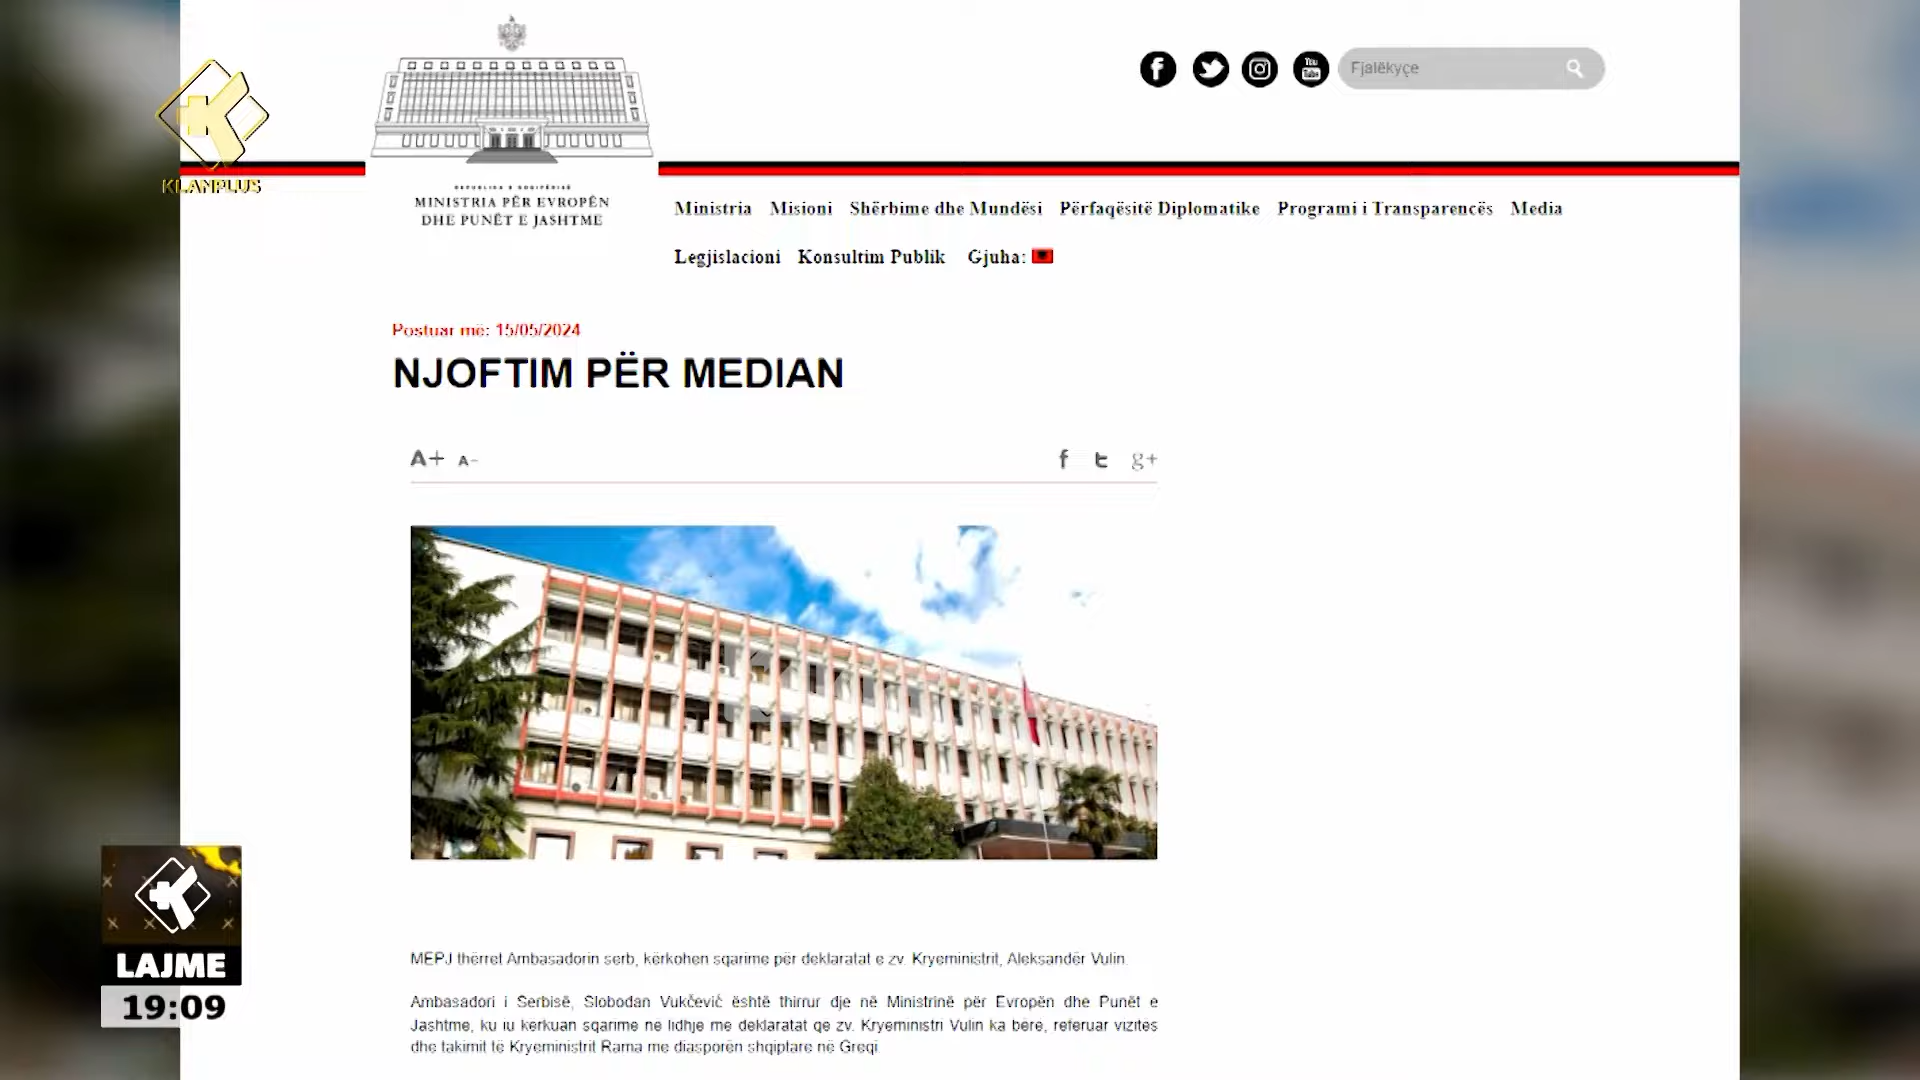 KLANPLUS
Fjalëkyçe
REPUBLIKA E SHQIPËRISË
MINISTRIA PËR EVROPËN
DHE PUNËT E JASHTME
Ministria Misioni Shërbime dhe Mundësi Përfaqësitë Diplomatike Programi i Transparencës Media
Legjislacioni Konsultim Publik Gjuha:
Postuar më: 15/05/2024
NJOFTIM PËR MEDIAN
A+ A-
f t g+
MEPJ thërret Ambasadorin serb, kërkohen sqarime për deklaratat e zv. Kryeministrit, Aleksandër Vulin.
Ambasadori i Serbisë, Slobodan Vukčević është thirrur dje në Ministrinë për Evropën dhe Punët e
Jashtme, ku iu kërkuan sqarime në lidhje me deklaratat që zv. Kryeministri Vulin ka bërë, referuar vizitës
dhe takimit të Kryeministrit Rama me diasporën shqiptare në Greqi
LAJME
19:09